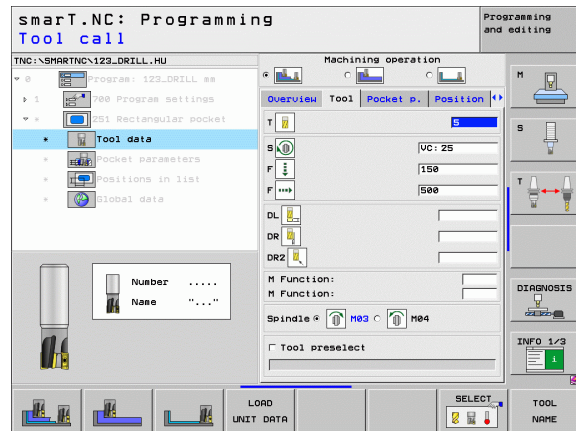 smarT.NC: Programming
Tool call
Programming
and editing
TNC:\SMARTNC\123_DRILL.HU
0 Program: 123_DRILL mm
1 700 Program settings
* 251 Rectangular pocket
* Tool data
* Pocket parameters
* Positions in list
* Global data
Number .....
Name "..."
Machining operation
Overview Tool Pocket p. Position
T 5
S VC: 25
F 150
F 500
DL
DR
DR2
M Function:
M Function:
Spindle M03 M04
Tool preselect
M
S
T
DIAGNOSIS
INFO 1/3
LOAD
UNIT DATA
SELECT
TOOL
NAME